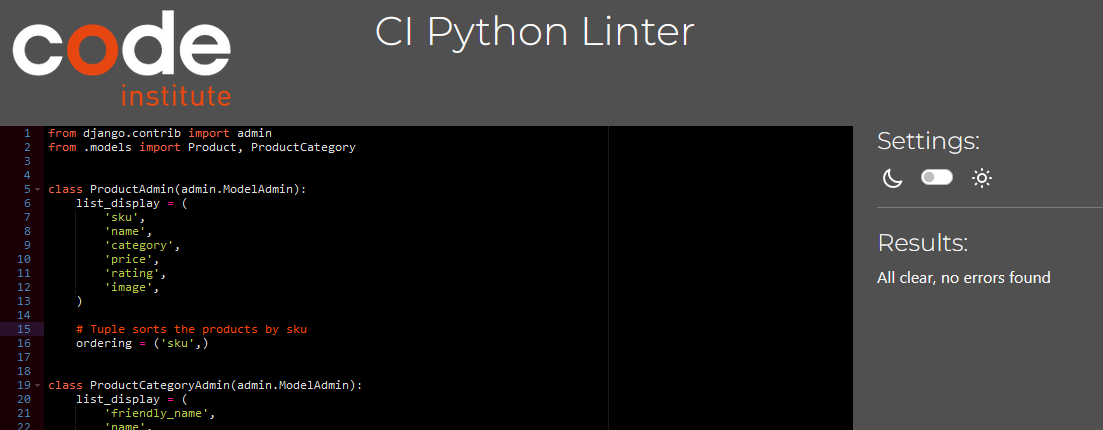 code
institute
CI Python Linter
1 from django.contrib import admin
2 from .models import Product, ProductCategory
3
4
5 class ProductAdmin(admin.ModelAdmin):
6     list_display = (
7         'sku',
8         'name',
9         'category',
10         'price',
11         'rating',
12         'image',
13     )
14
15     # Tuple sorts the products by sku
16     ordering = ('sku',)
17
18
19 class ProductCategoryAdmin(admin.ModelAdmin):
20     list_display = (
21         'friendly_name',
22         'name',
Settings:
Results:
All clear, no errors found